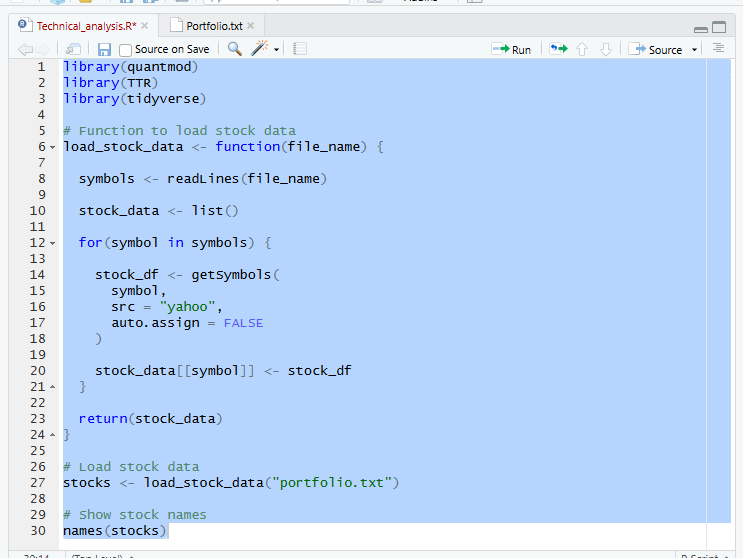 Technical_analysis.R* Portfolio.txt
Source on Save Run Source
1 library(quantmod)
2 library(TTR)
3 library(tidyverse)
4
5 # Function to load stock data
6 load_stock_data <- function(file_name) {
7
8 symbols <- readLines(file_name)
9
10 stock_data <- list()
11
12 for(symbol in symbols) {
13
14 stock_df <- getSymbols(
15 symbol,
16 src = "yahoo",
17 auto.assign = FALSE
18 )
19
20 stock_data[[symbol]] <- stock_df
21 }
22
23 return(stock_data)
24 }
25
26 # Load stock data
27 stocks <- load_stock_data("portfolio.txt")
28
29 # Show stock names
30 names(stocks)